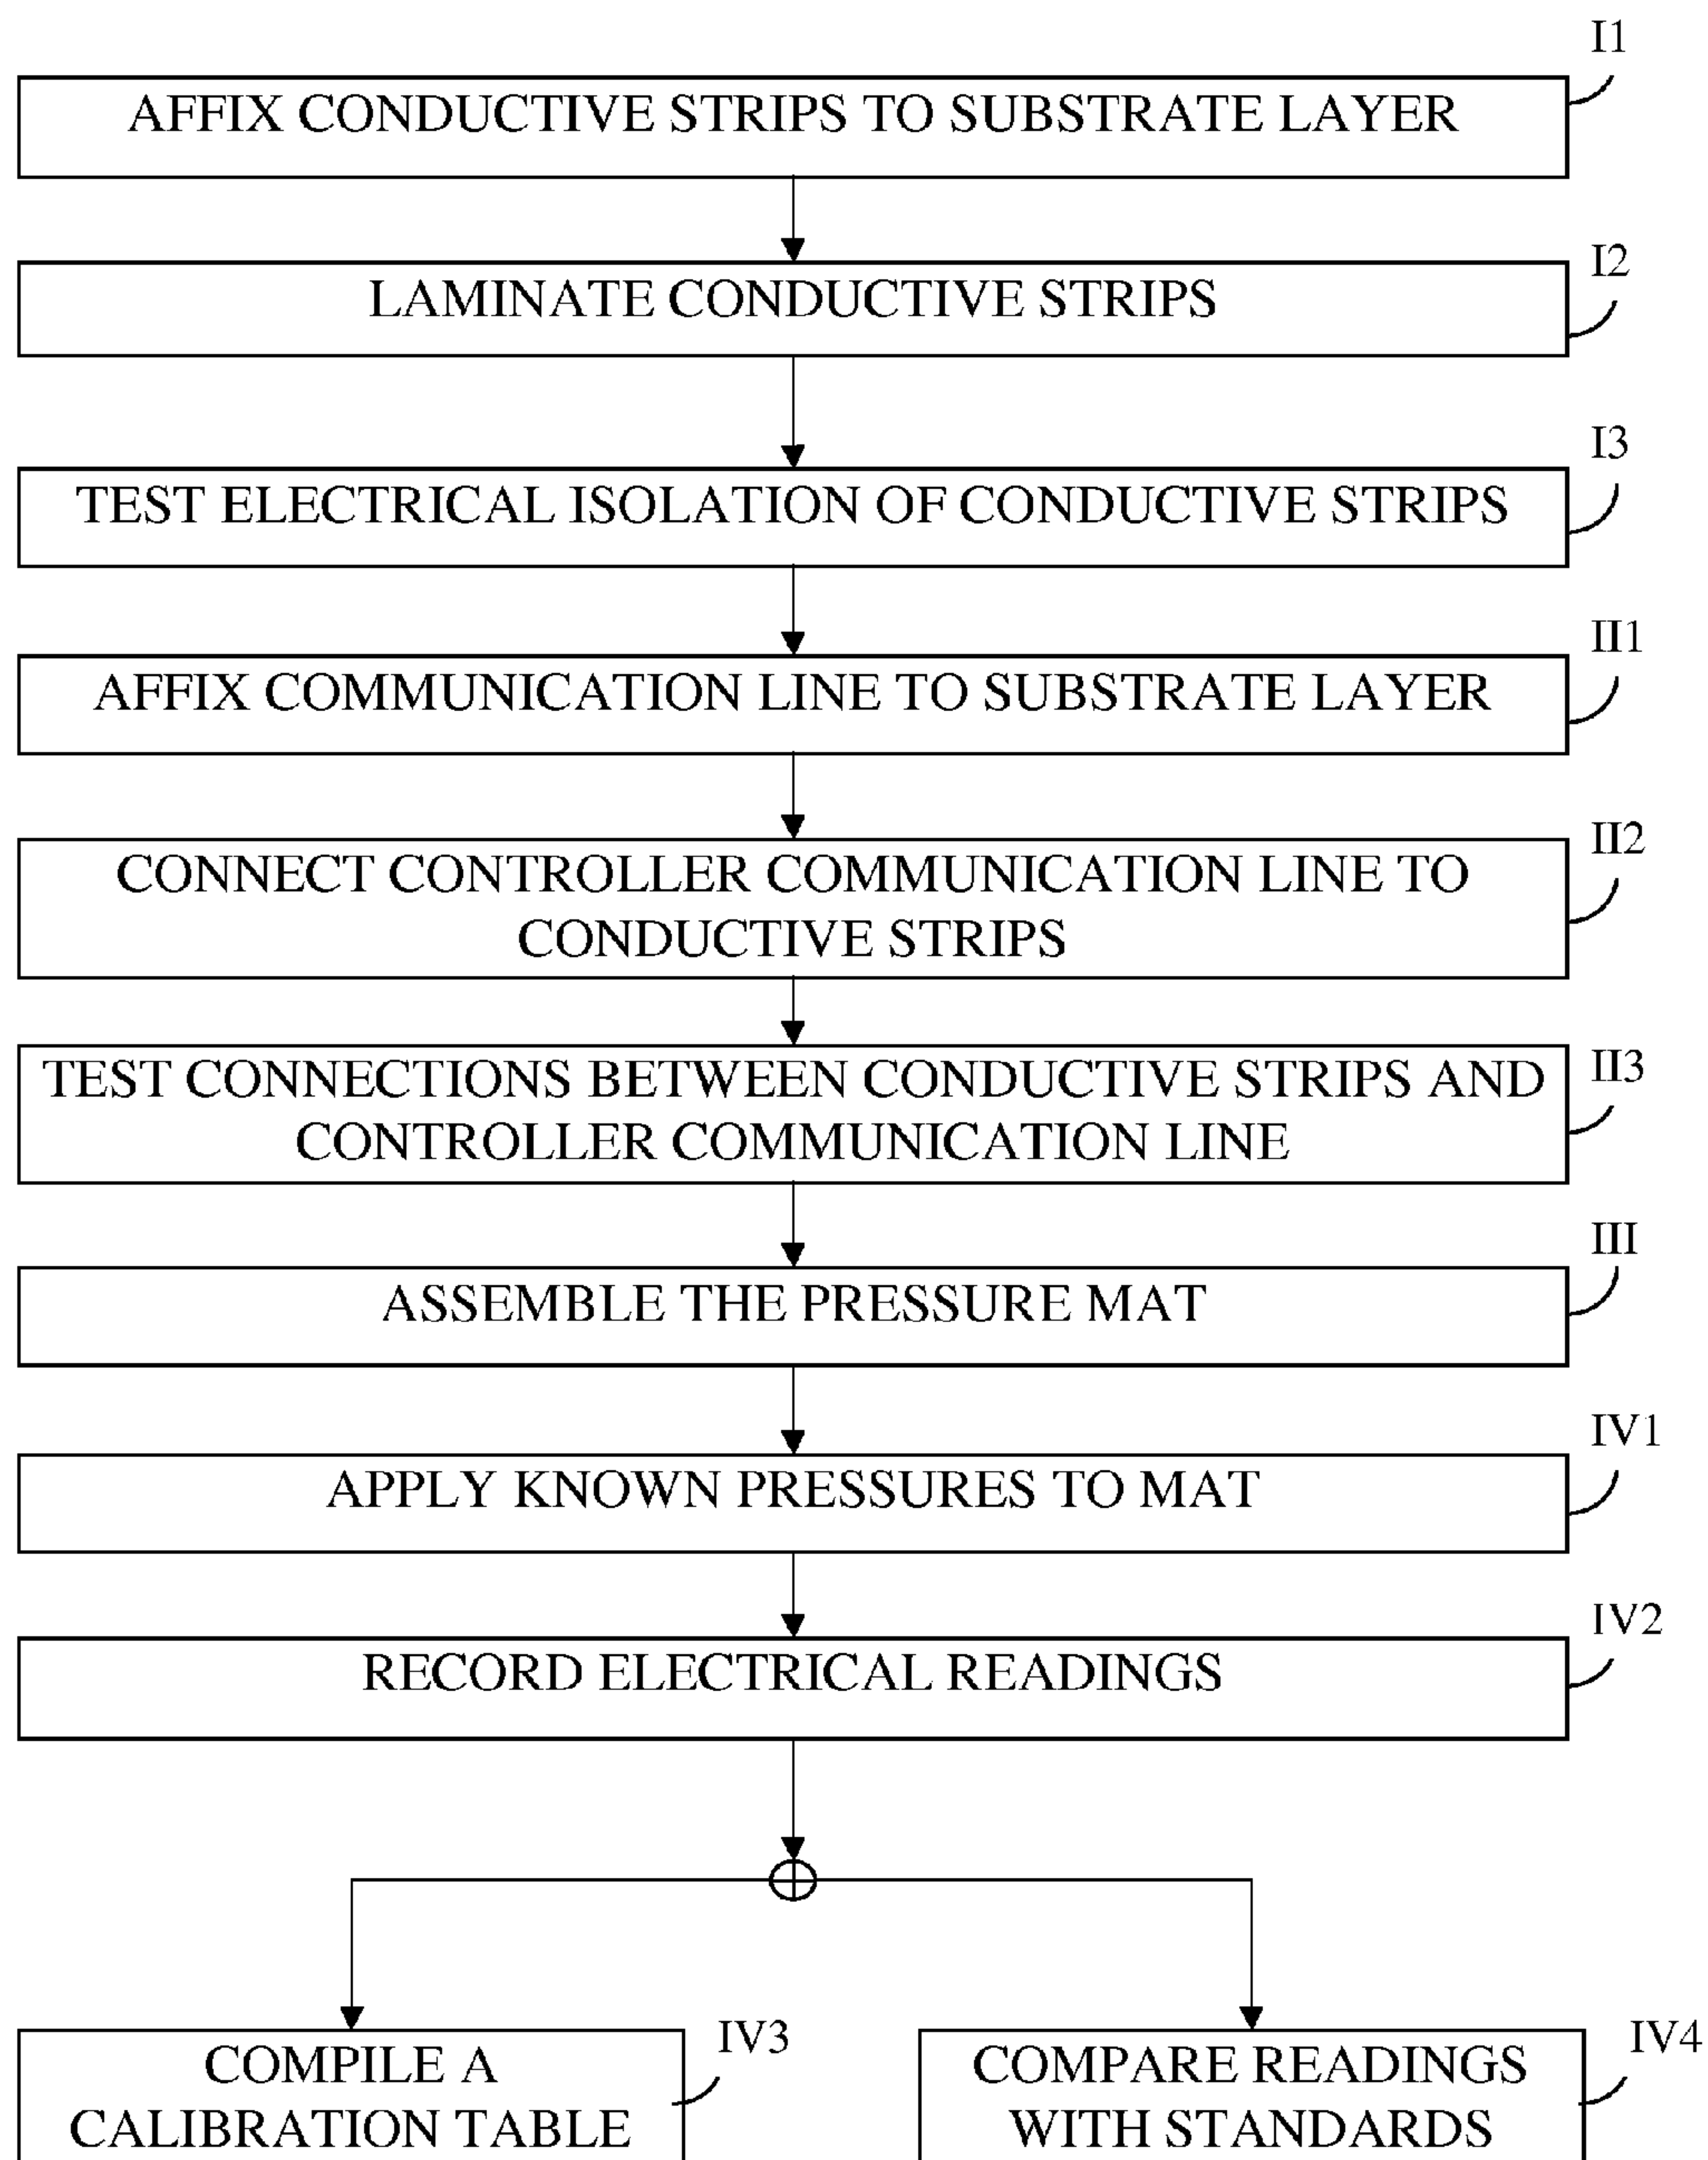 I1
AFFIX CONDUCTIVE STRIPS TO SUBSTRATE LAYER
I2
LAMINATE CONDUCTIVE STRIPS
I3
TEST ELECTRICAL ISOLATION OF CONDUCTIVE STRIPS
II1
AFFIX COMMUNICATION LINE TO SUBSTRATE LAYER
II2
CONNECT CONTROLLER COMMUNICATION LINE TO
CONDUCTIVE STRIPS
II3
TEST CONNECTIONS BETWEEN CONDUCTIVE STRIPS AND
CONTROLLER COMMUNICATION LINE
III
ASSEMBLE THE PRESSURE MAT
IV1
APPLY KNOWN PRESSURES TO MAT
IV2
RECORD ELECTRICAL READINGS
IV3
COMPILE A
CALIBRATION TABLE
IV4
COMPARE READINGS
WITH STANDARDS